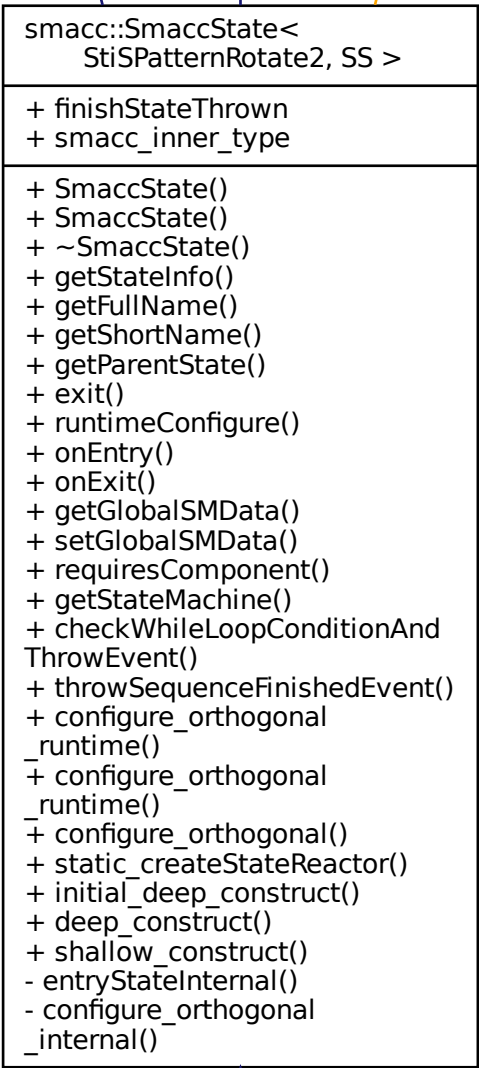 smacc::SmaccState<
StiSPatternRotate2, SS >
+ finishStateThrown
+ smacc_inner_type
+ SmaccState()
+ SmaccState()
+ ~SmaccState()
+ getStateInfo()
+ getFullName()
+ getShortName()
+ getParentState()
+ exit()
+ runtimeConfigure()
+ onEntry()
+ onExit()
+ getGlobalSMData()
+ setGlobalSMData()
+ requiresComponent()
+ getStateMachine()
+ checkWhileLoopConditionAnd
ThrowEvent()
+ throwSequenceFinishedEvent()
+ configure_orthogonal
_runtime()
+ configure_orthogonal
_runtime()
+ configure_orthogonal()
+ static_createStateReactor()
+ initial_deep_construct()
+ deep_construct()
+ shallow_construct()
- entryStateInternal()
- configure_orthogonal
_internal()